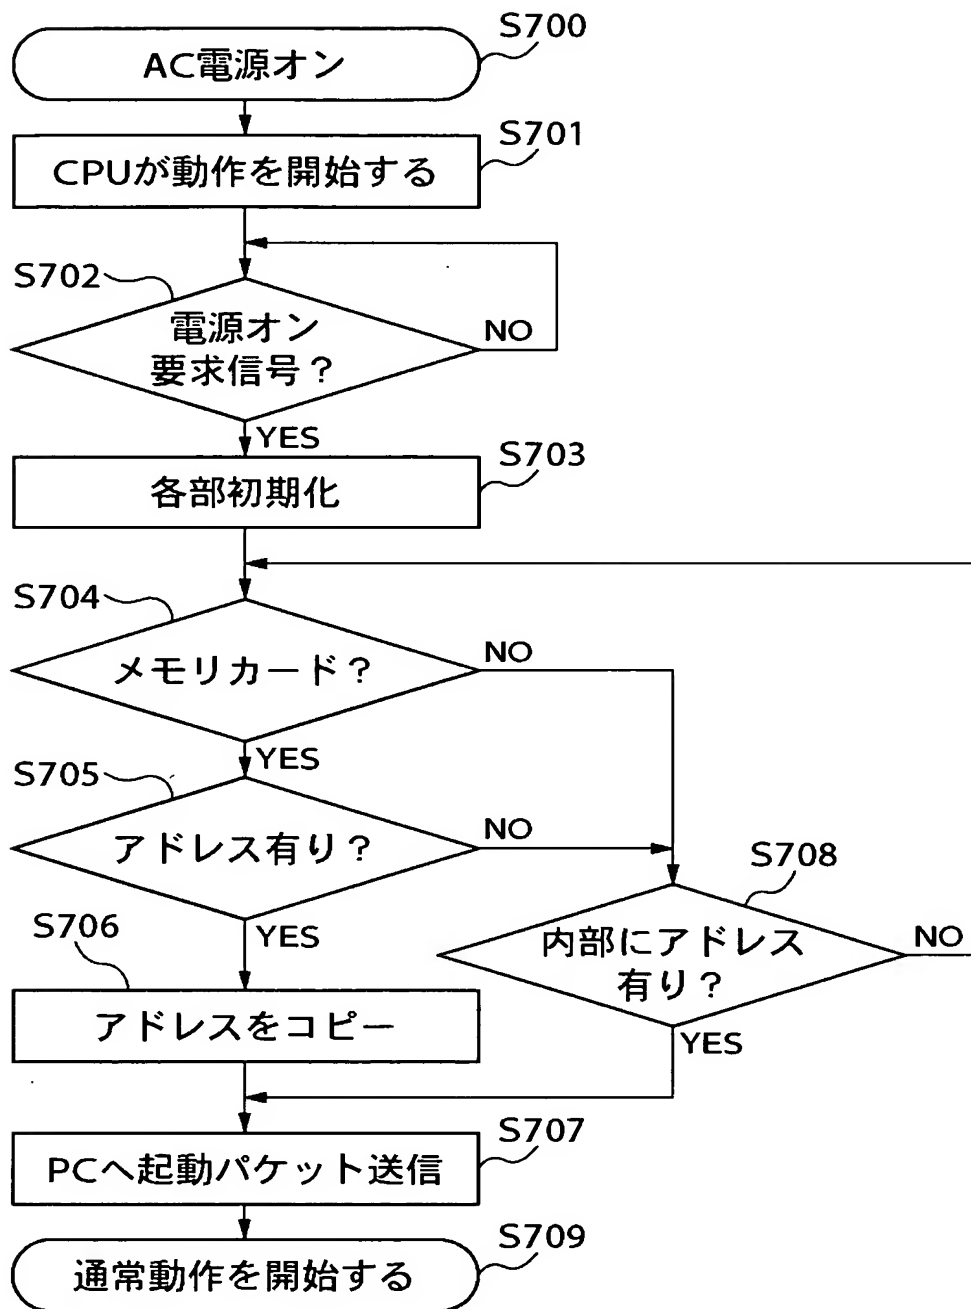 S700
AC電源オン
S701
CPUが動作を開始する
S702
電源オン
要求信号?
NO
YES
S703
各部初期化
S704
メモリカード?
NO
YES
S705
アドレス有り?
NO
YES
S708
内部にアドレス
有り?
NO
YES
S706
アドレスをコピー
S707
PCへ起動パケット送信
S709
通常動作を開始する